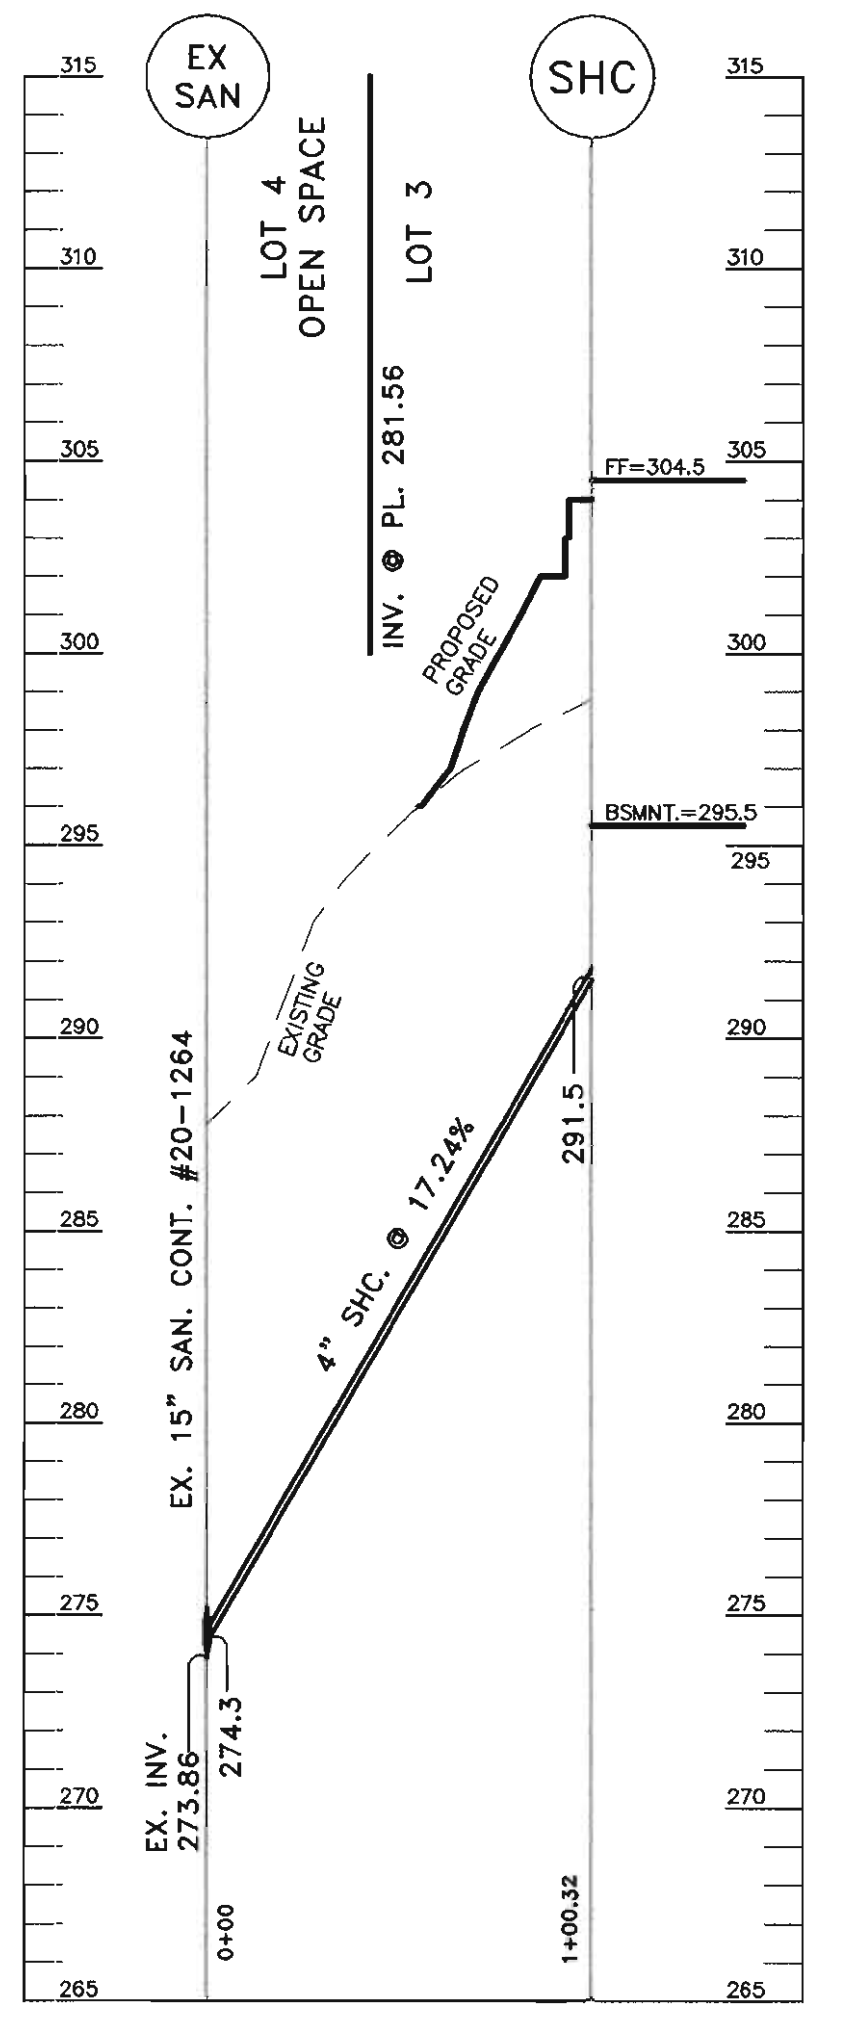 EX
SAN
SHC
315
315
LOT 4
OPEN SPACE
LOT 3
310
310
INV. @ PL. 281.56
305
305
FF=304.5
PROPOSED
GRADE
300
300
BSMNT.=295.5
295
295
EXISTING
GRADE
290
290
EX. 15" SAN. CONT. #20-1264
291.5
4" SHC. @ 17.24%
285
285
280
280
275
275
EX. INV.
273.86
274.3
270
270
0+00
1+00.32
265
265